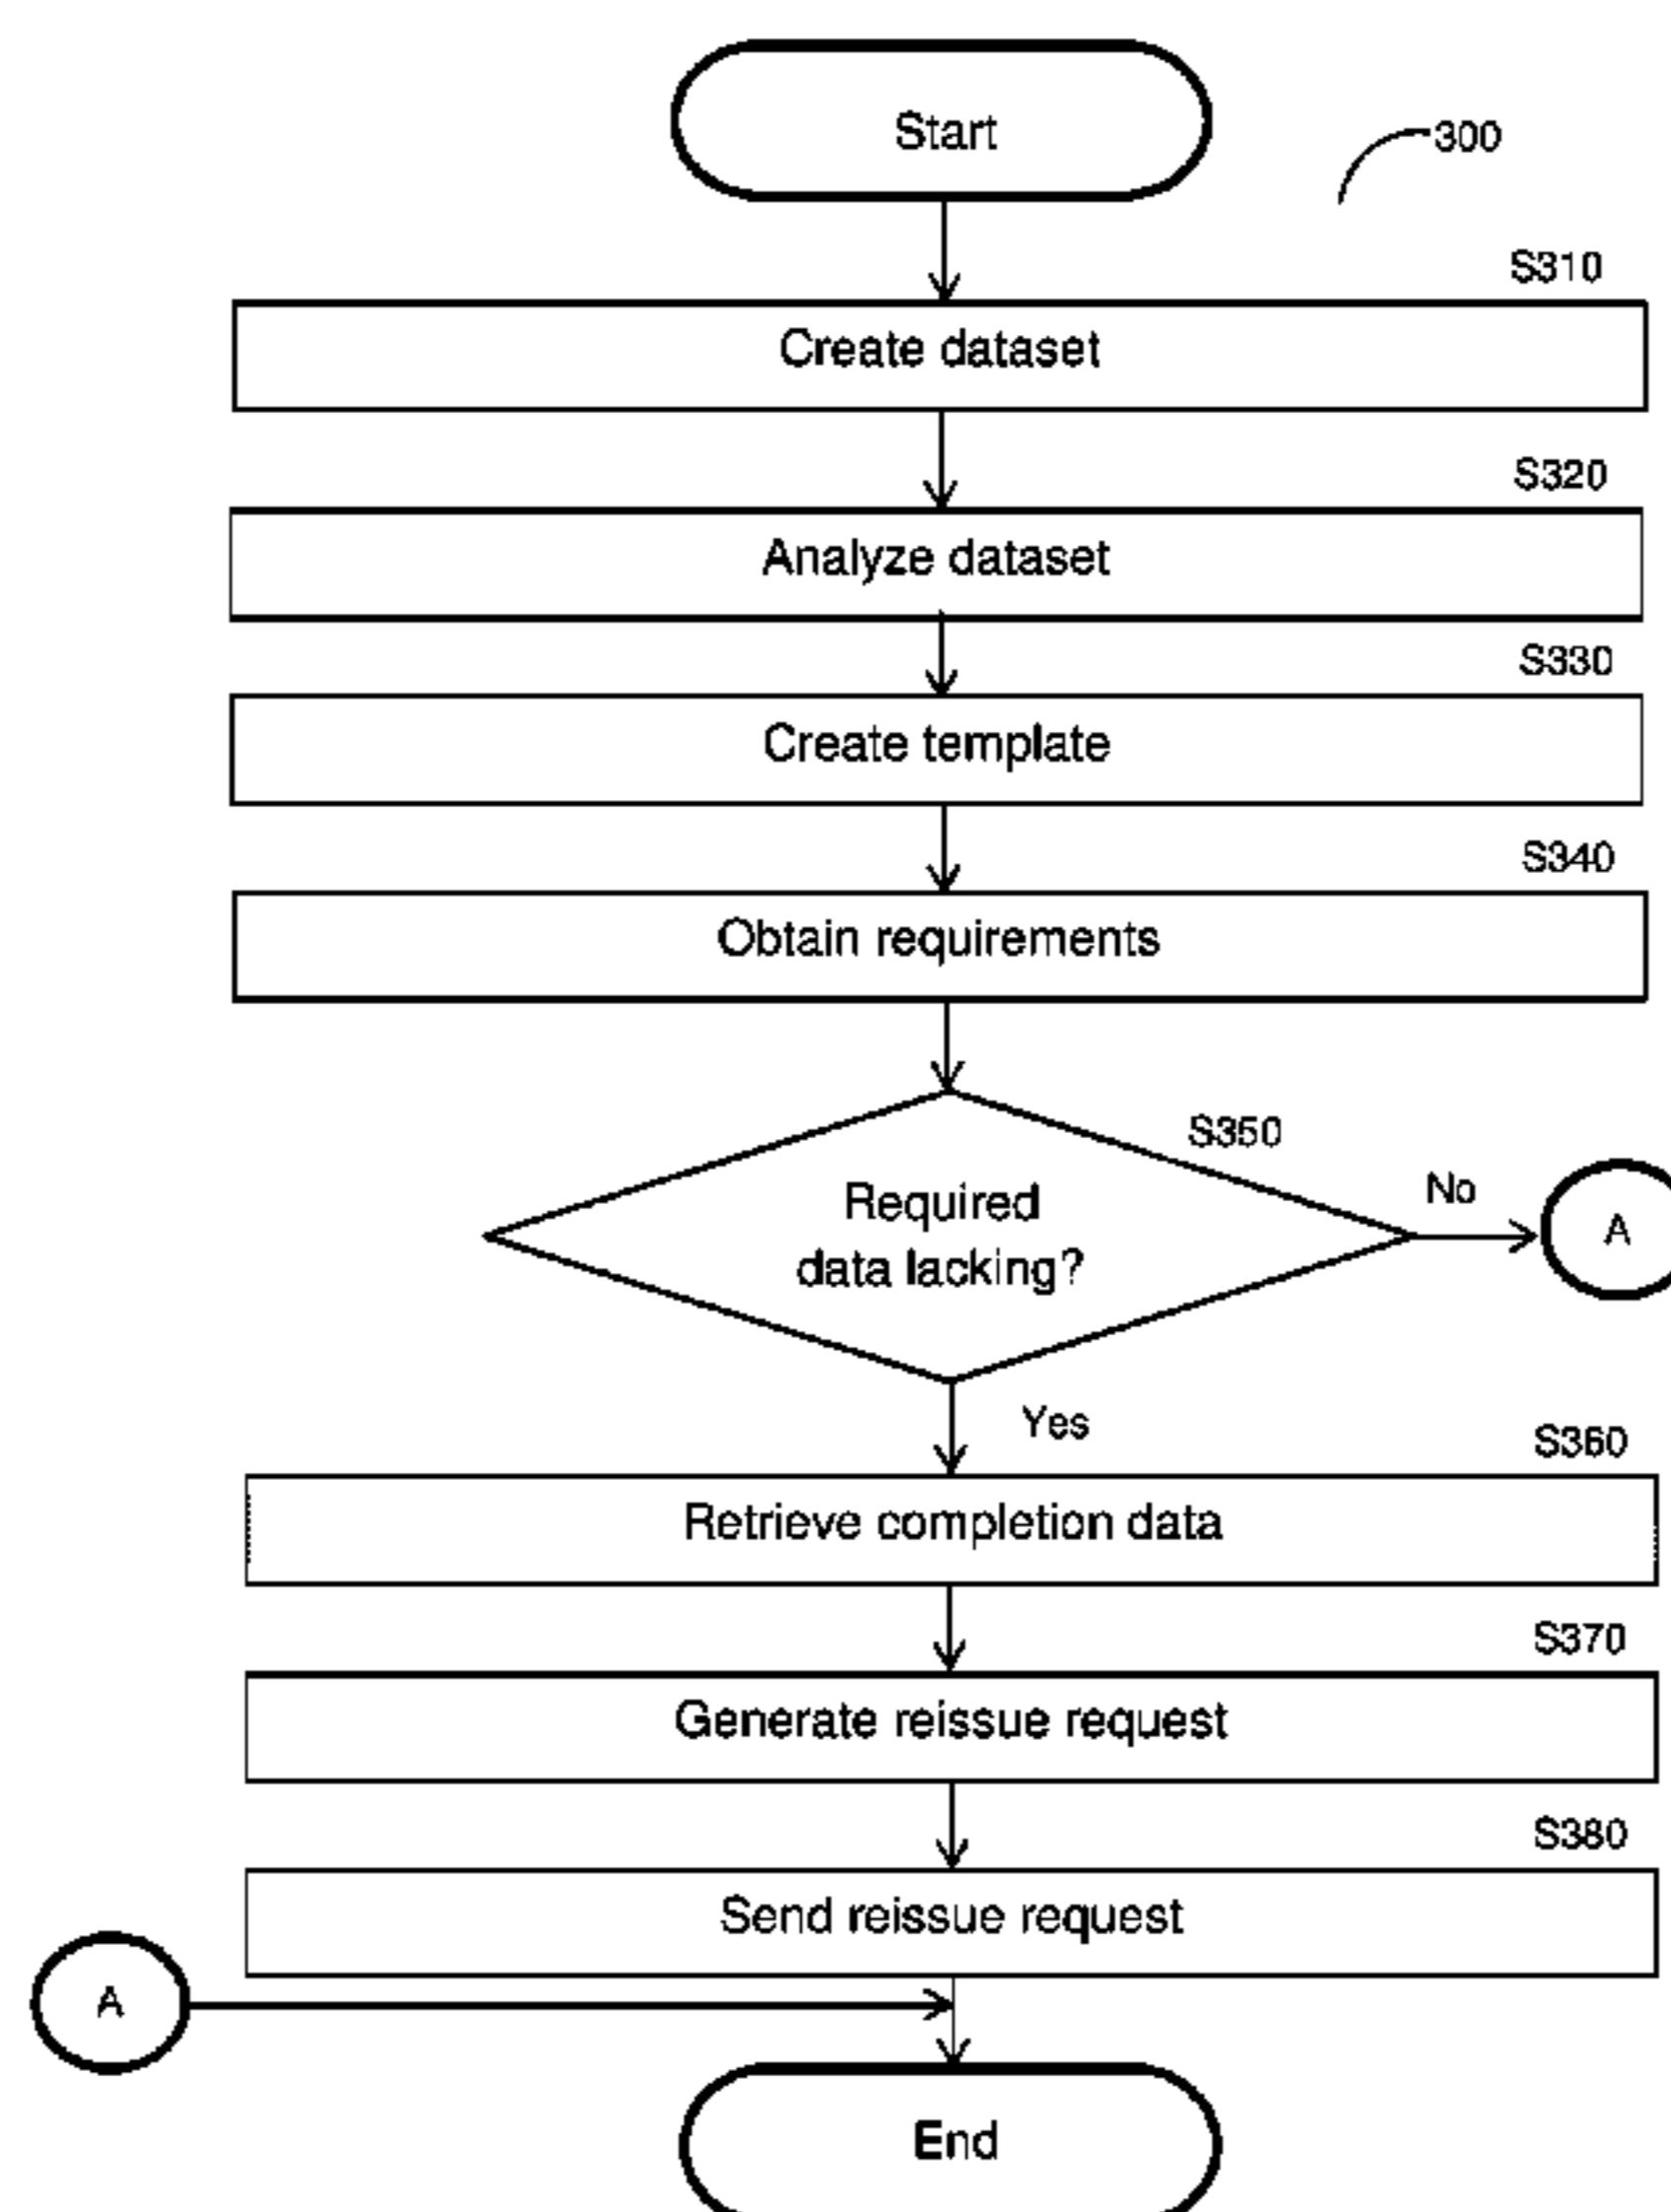 Start
300
S310
Create dataset
S320
Analyze dataset
S330
Create template
S340
Obtain requirements
S350
Required
data lacking?
No
A
Yes
S360
Retrieve completion data
S370
Generate reissue request
S380
Send reissue request
A
End